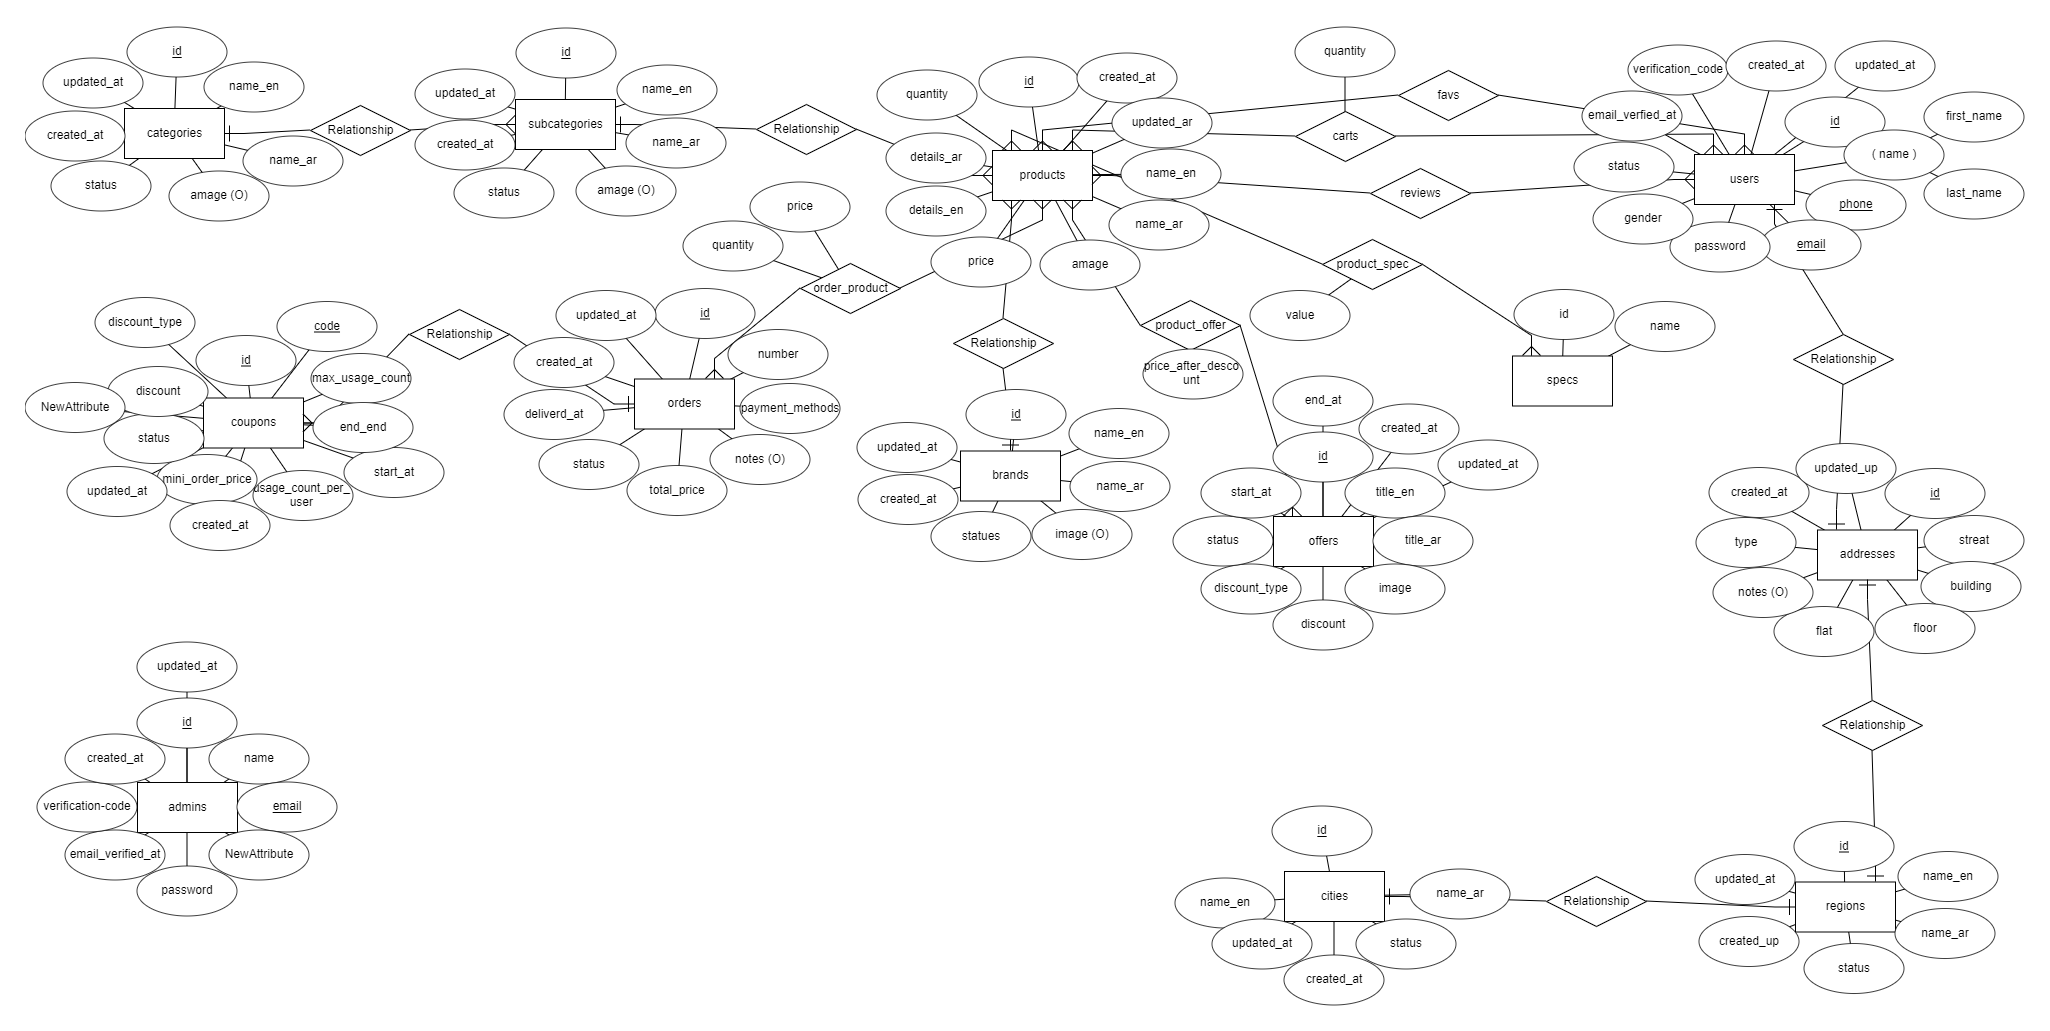 id
updated_at
name_en
categories
created_at
name_ar
status
amage (O)
Relationship
id
updated_at
name_en
subcategories
created_at
name_ar
status
amage (O)
Relationship
quantity
id
created_at
updated_ar
details_ar
products
name_en
details_en
name_ar
price
amage
quantity
favs
carts
reviews
verification_code
created_at
updated_at
email_verfied_at
id
first_name
( name )
status
users
last_name
phone
gender
password
email
price
quantity
order_product
product_spec
value
id
name
specs
discount_type
code
id
max_usage_count
discount
NewAttribute
coupons
end_end
status
start_at
mini_order_price
updated_at
usage_count_per_
user
created_at
Relationship
updated_at
id
created_at
number
orders
payment_methods
deliverd_at
status
notes (O)
total_price
Relationship
id
updated_at
name_en
brands
created_at
name_ar
statues
image (O)
product_offer
price_after_desco
unt
end_at
created_at
id
updated_at
start_at
title_en
status
offers
title_ar
discount_type
image
discount
Relationship
updated_up
created_at
id
type
addresses
streat
notes (O)
building
flat
floor
Relationship
updated_at
id
created_at
name
verification-code
admins
email
email_verified_at
NewAttribute
password
id
name_en
cities
name_ar
updated_at
status
created_at
Relationship
id
updated_at
name_en
regions
created_up
name_ar
status